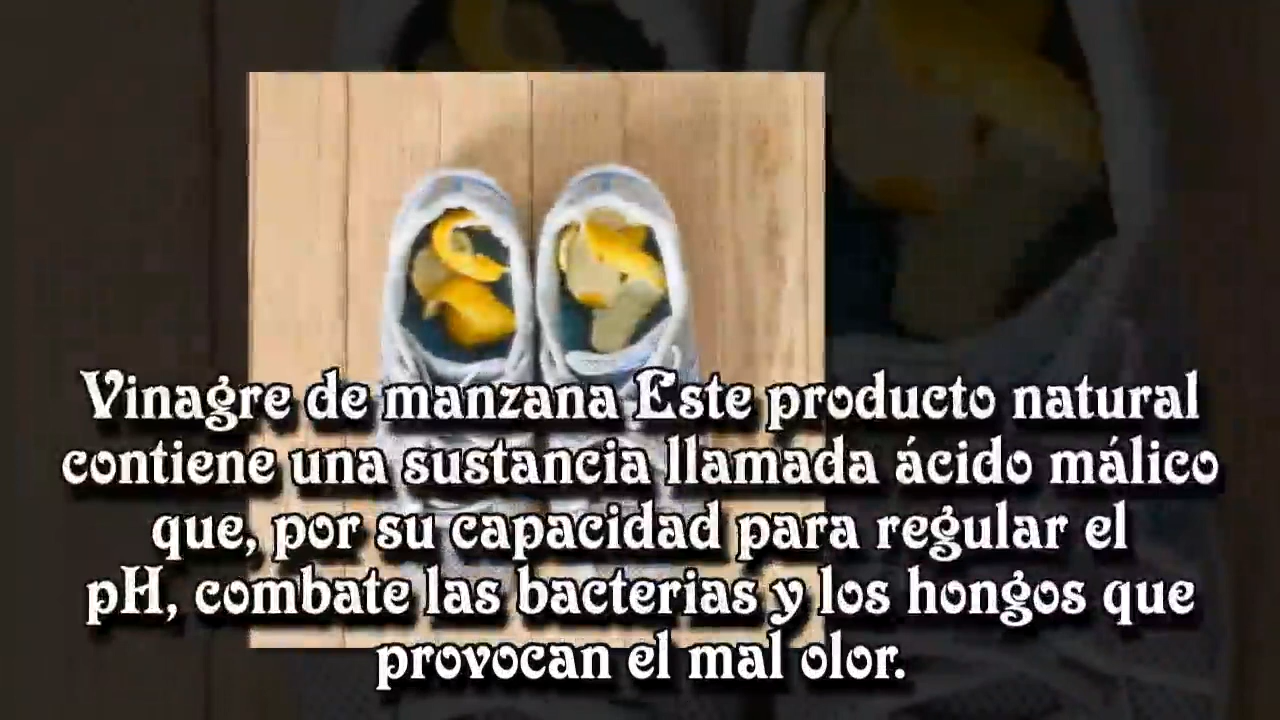 Vinagre de manzana Este producto natural
contiene una sustancia llamada ácido málico
que, por su capacidad para regular el
pH, combate las bacterias y los hongos que
provocan el mal olor.